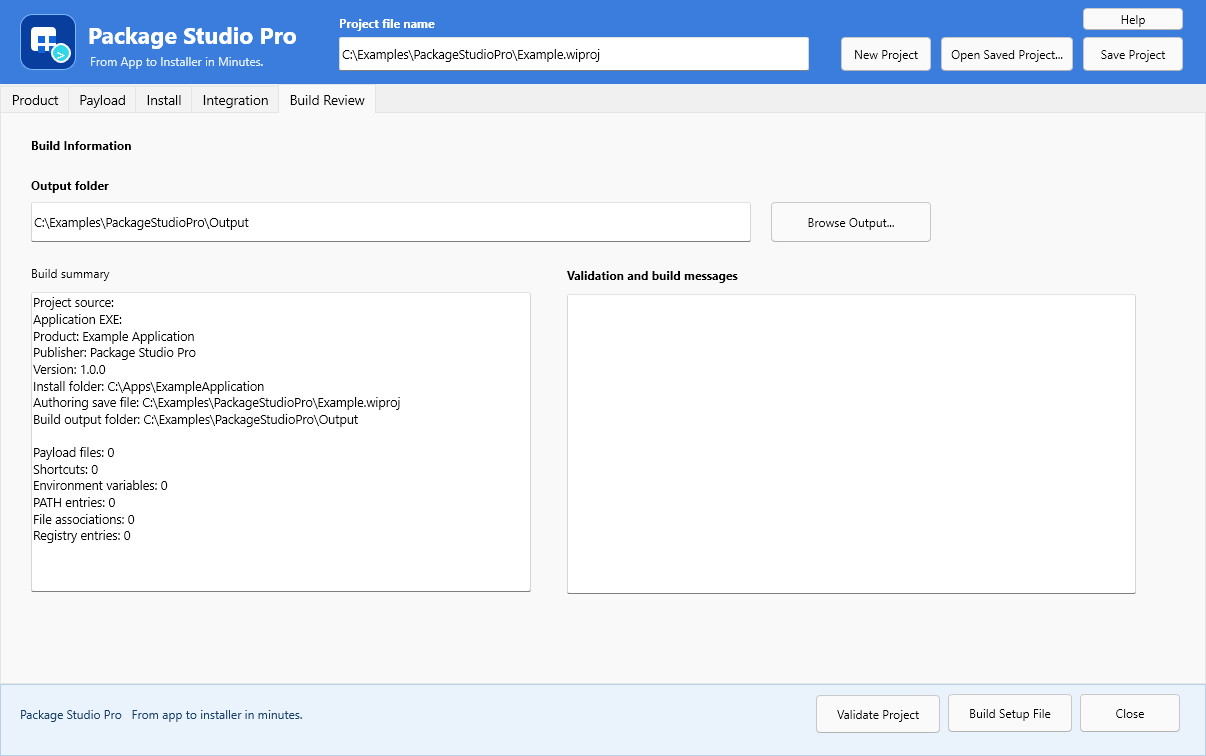 Package Studio Pro
From App to Installer in Minutes.
Project file name
C:\Examples\PackageStudioPro\Example.wiproj
Help
New Project
Open Saved Project...
Save Project
Product
Payload
Install
Integration
Build Review
Build Information
Output folder
C:\Examples\PackageStudioPro\Output
Browse Output...
Build summary
Project source:
Application EXE:
Product: Example Application
Publisher: Package Studio Pro
Version: 1.0.0
Install folder: C:\Apps\ExampleApplication
Authoring save file: C:\Examples\PackageStudioPro\Example.wiproj
Build output folder: C:\Examples\PackageStudioPro\Output
Payload files: 0
Shortcuts: 0
Environment variables: 0
PATH entries: 0
File associations: 0
Registry entries: 0
Validation and build messages
Package Studio Pro From app to installer in minutes.
Validate Project
Build Setup File
Close